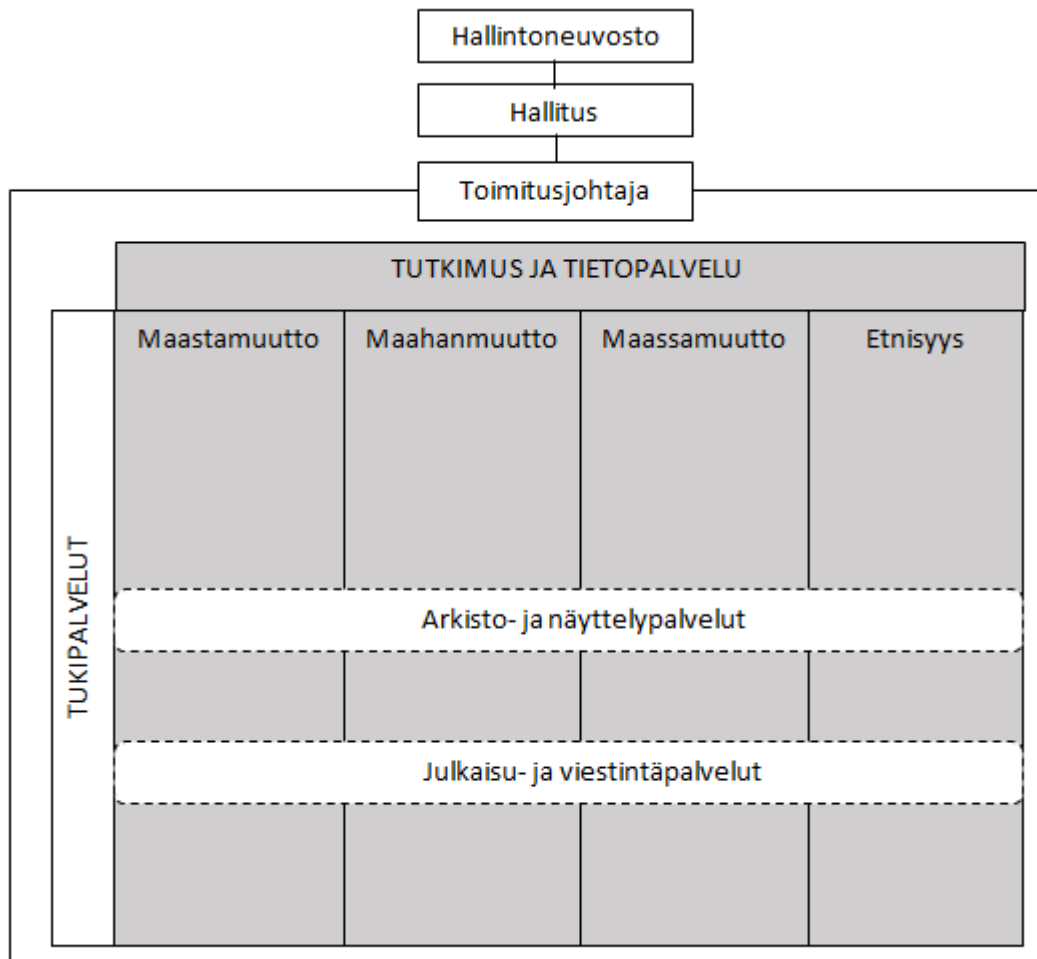 Hallintoneuvosto
Hallitus
Toimitusjohtaja
TUTKIMUS JA TIETOPALVELU
Maastamuutto
Maahanmuutto
Maassamuutto
Etnisyys
TUKIPALVELUT
Arkisto- ja näyttelypalvelut
Julkaisu- ja viestintäpalvelut